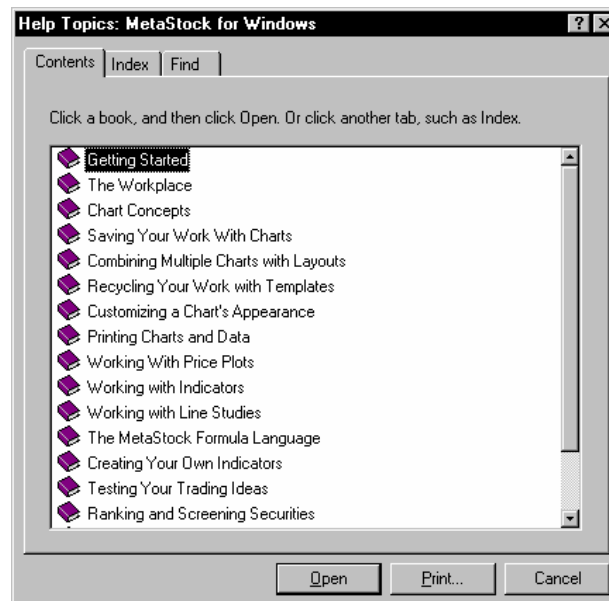 Help Topics: MetaStock for Windows
Contents Index Find
Click a book, and then click Open. Or click another tab, such as Index.
Getting Started
The Workplace
Chart Concepts
Saving Your Work With Charts
Combining Multiple Charts with Layouts
Recycling Your Work with Templates
Customizing a Chart's Appearance
Printing Charts and Data
Working With Price Plots
Working with Indicators
Working with Line Studies
The MetaStock Formula Language
Creating Your Own Indicators
Testing Your Trading Ideas
Ranking and Screening Securities
Open Print... Cancel